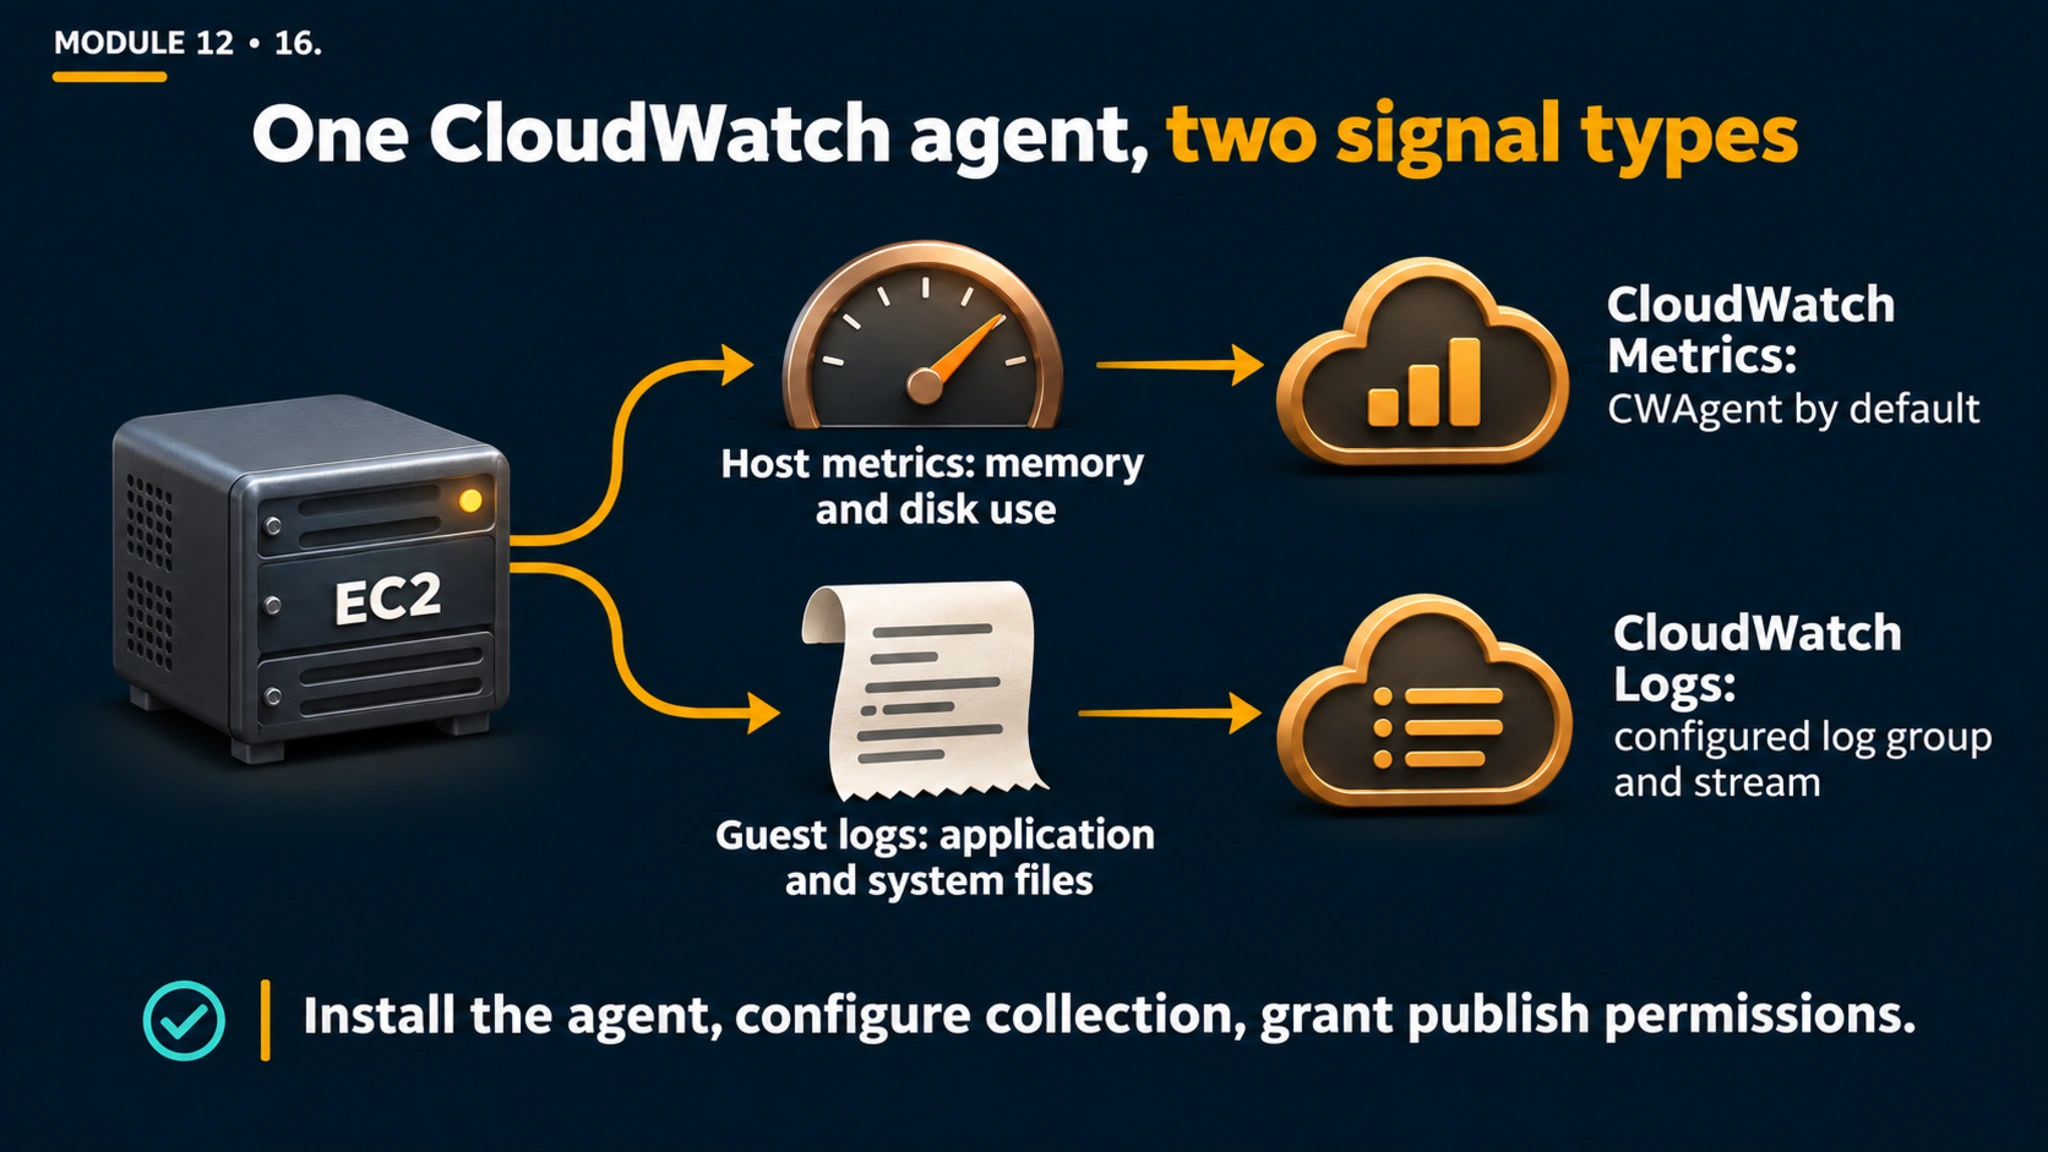 MODULE 12 • 16.
One CloudWatch agent, two signal types
EC2
Host metrics: memory
and disk use
CloudWatch
Metrics:
CWAgent by default
Guest logs: application
and system files
CloudWatch
Logs:
configured log group
and stream
Install the agent, configure collection, grant publish permissions.